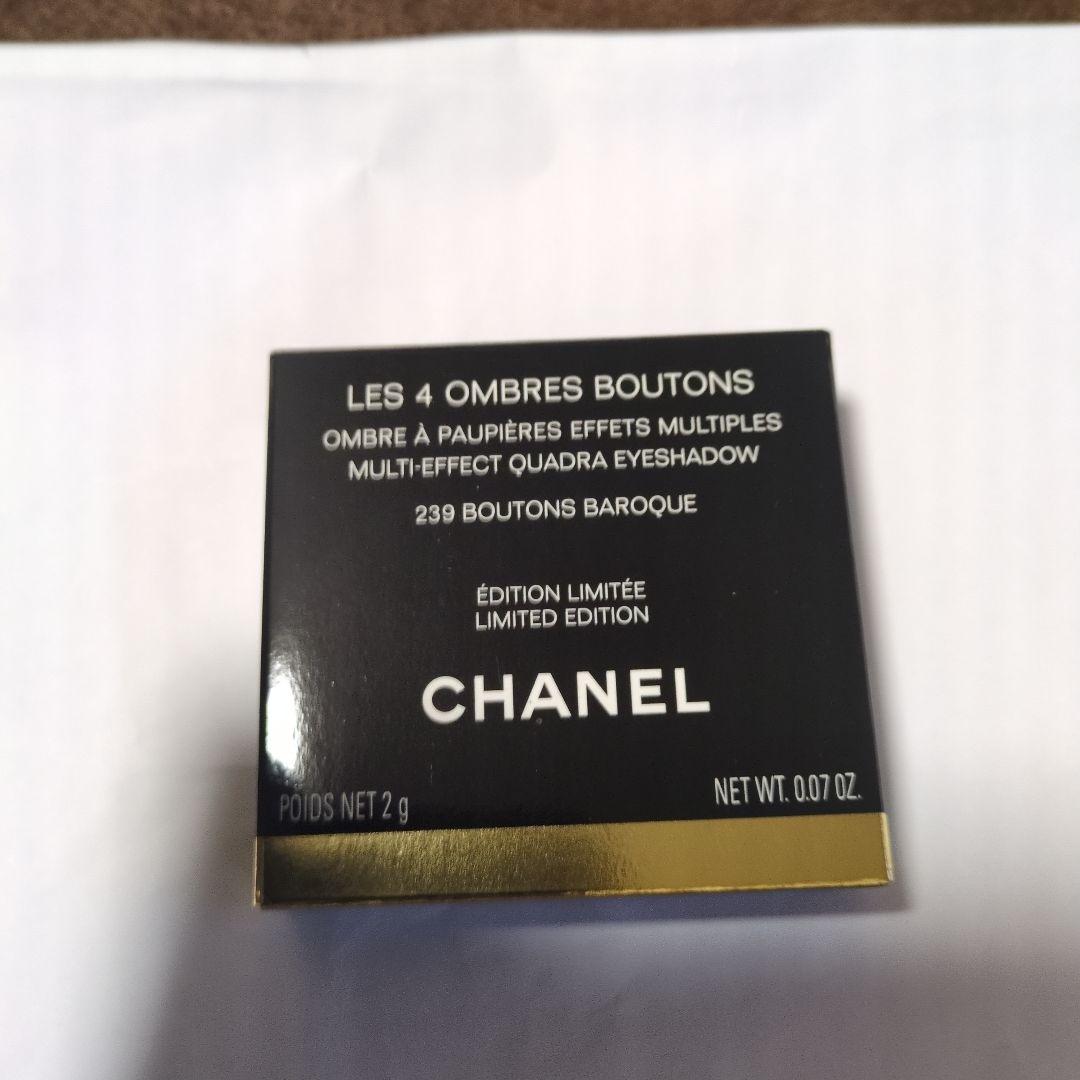 LES 4 OMBRES BOUTONS
OMBRE À PAUPIÈRES EFFETS MULTIPLES
MULTI-EFFECT QUADRA EYESHADOW
239 BOUTONS BAROQUE
ÉDITION LIMITÉE
LIMITED EDITION
CHANEL
POIDS NET 2 g
NET WT. 0.07 OZ.